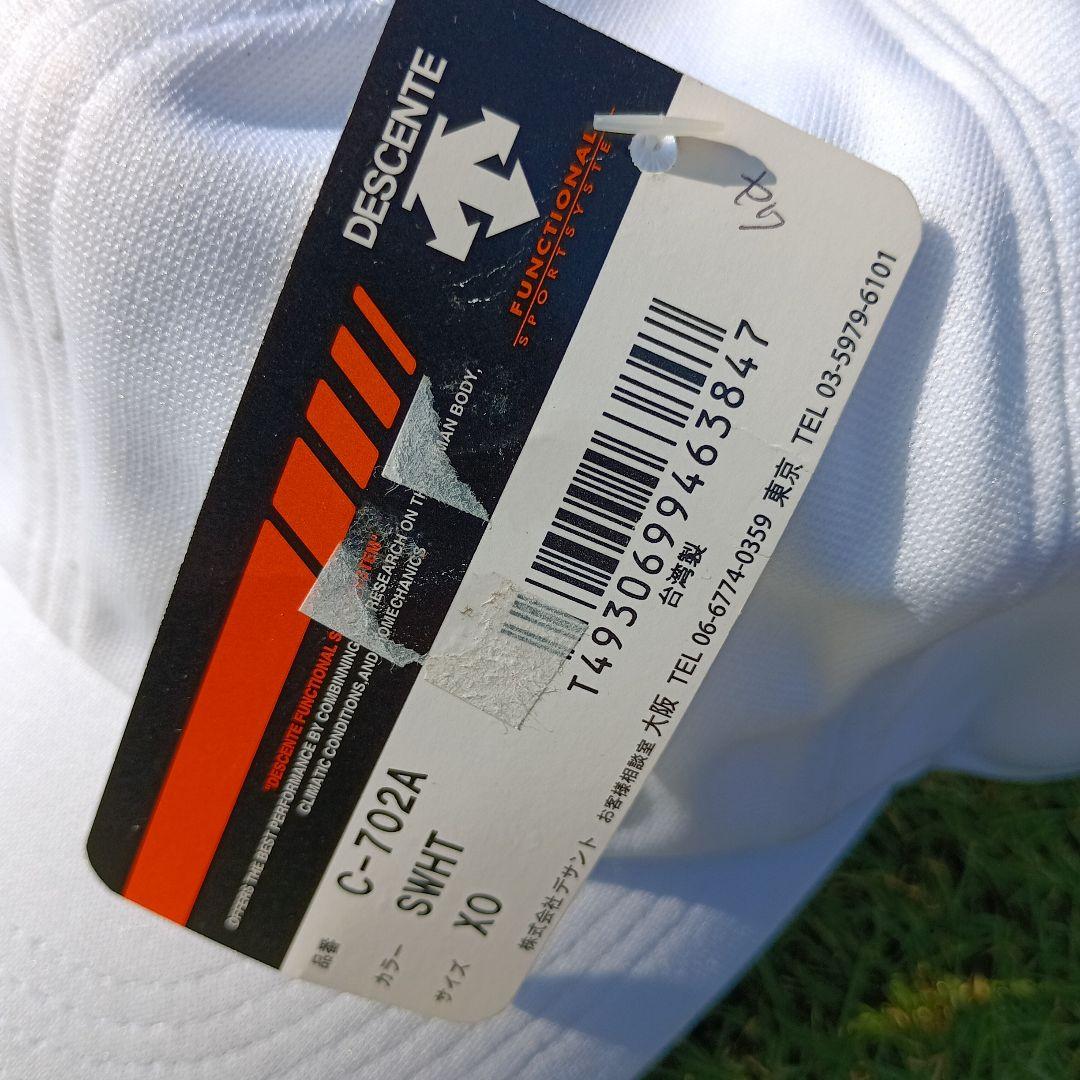 DESCENTE
FUNCTIONAL
SPORTSYSTE
"DESCENTE FUNCTIONAL
OFFERS THE BEST PERFORMANCE BY COMBINNING RESEARCH ON TH MAN BODY,
CLIMATIC CONDITIONS,AND OMECHANICS
T4930699463847
台湾製
品番 C-702A
カラー SWHT
サイズ XO
株式会社デサント お客様相談室 大阪 TEL 06-6774-0359 東京 TEL 03-5979-6101